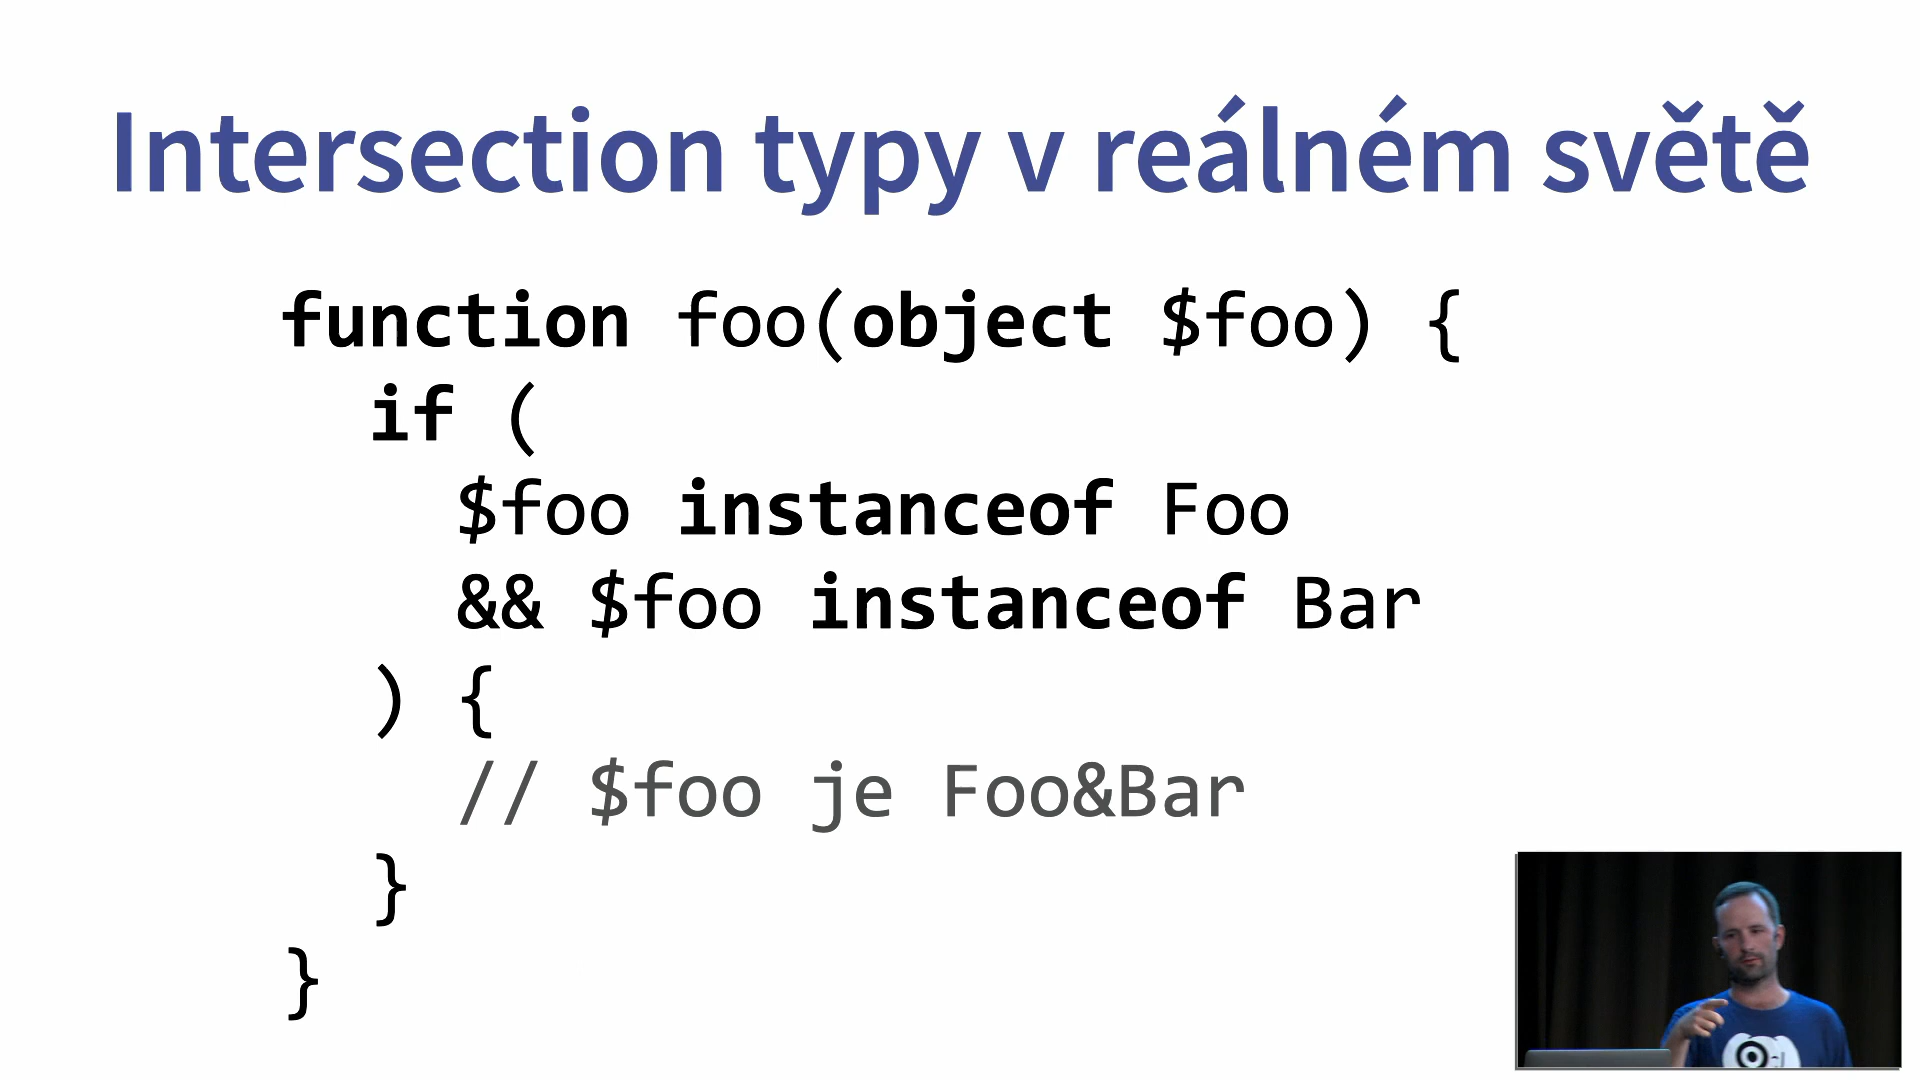 Intersection typy v reálném světě
function foo(object $foo) {
if (
$foo instanceof Foo
&& $foo instanceof Bar
) {
// $foo je Foo&Bar
}
}